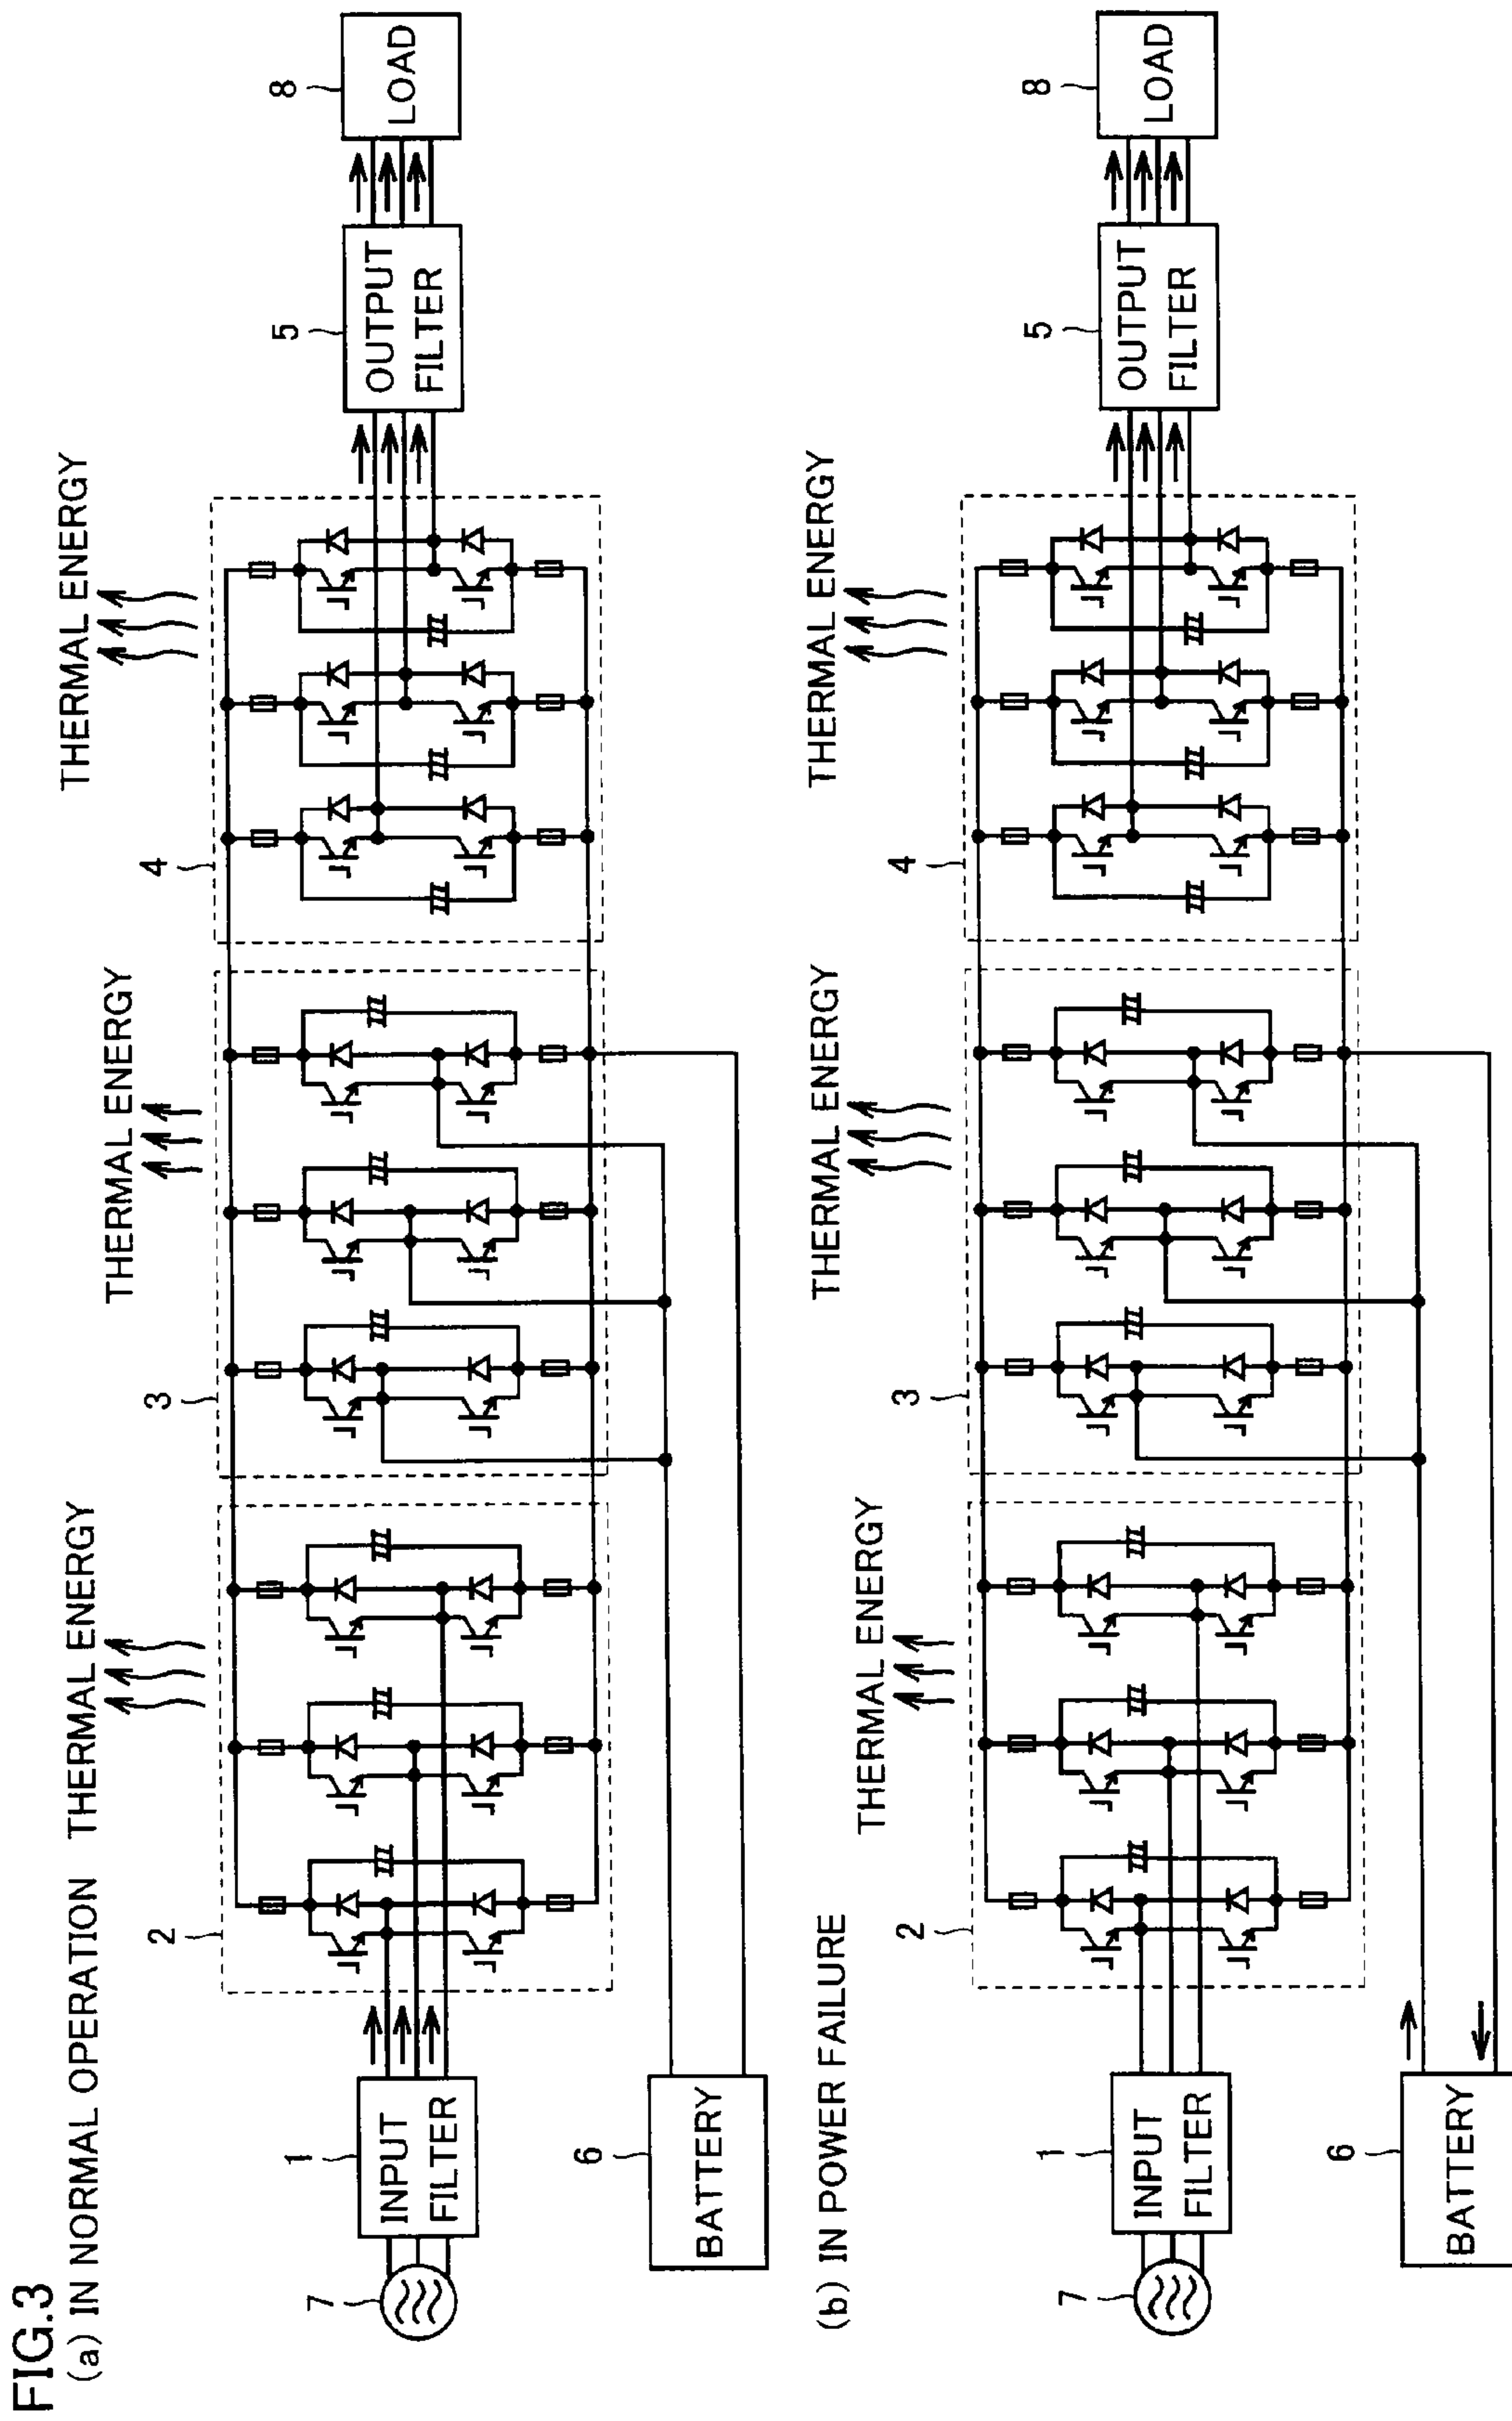 FIG.3
(a) IN NORMAL OPERATION
THERMAL ENERGY
THERMAL ENERGY
THERMAL ENERGY
2
3
4
7
1
INPUT
FILTER
5
OUTPUT
FILTER
8
LOAD
6
BATTERY
(b) IN POWER FAILURE
THERMAL ENERGY
THERMAL ENERGY
THERMAL ENERGY
2
3
4
7
1
INPUT
FILTER
5
OUTPUT
FILTER
8
LOAD
6
BATTERY